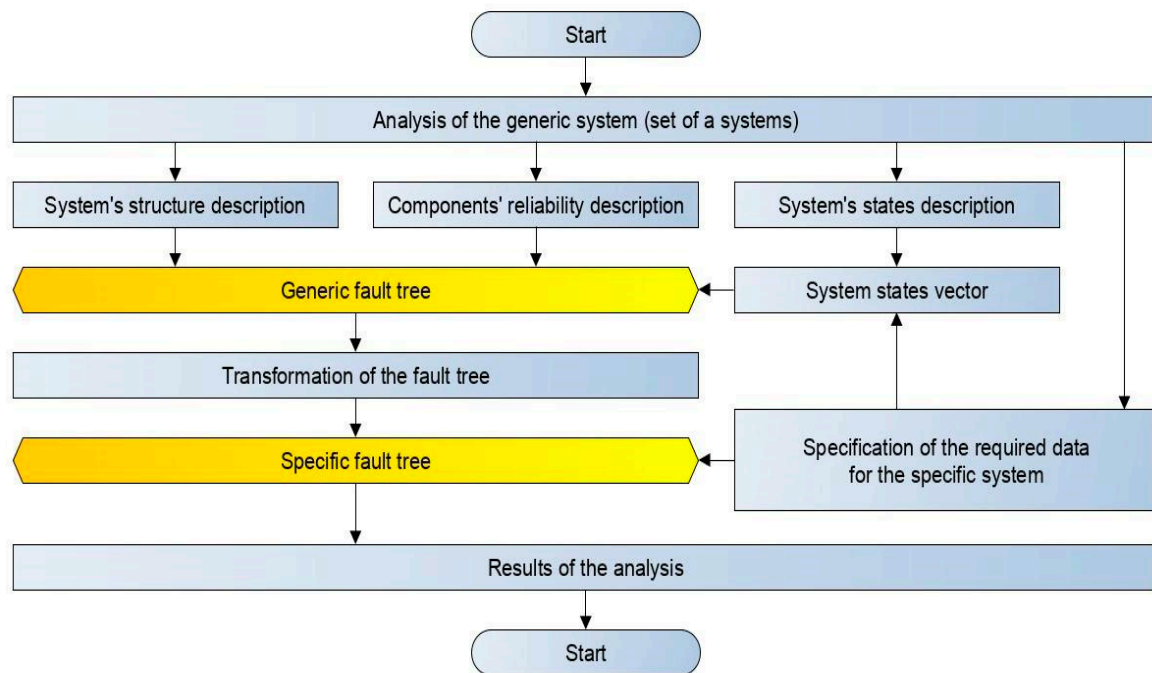 Start
Analysis of the generic system (set of a systems)
System's structure description
Components' reliability description
System's states description
Generic fault tree
System states vector
Transformation of the fault tree
Specific fault tree
Specification of the required data
for the specific system
Results of the analysis
Start